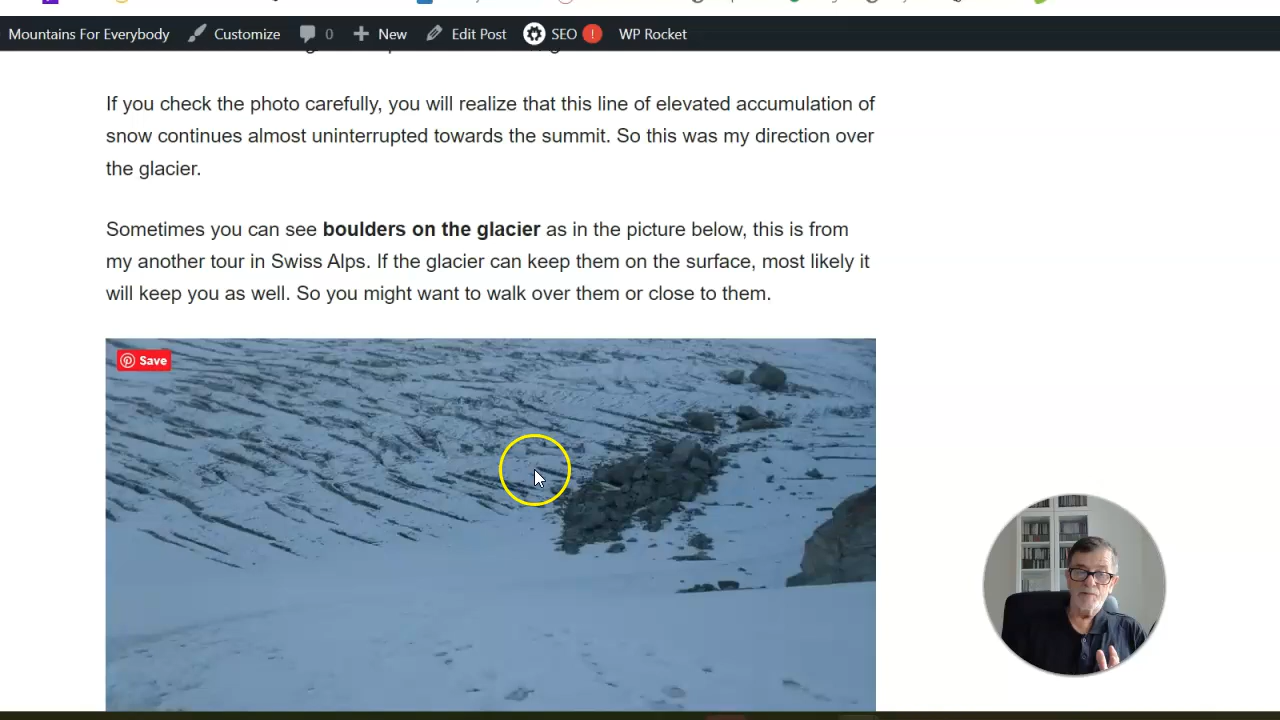 Mountains For Everybody Customize 0 New Edit Post SEO ! WP Rocket
If you check the photo carefully, you will realize that this line of elevated accumulation of
snow continues almost uninterrupted towards the summit. So this was my direction over
the glacier.
Sometimes you can see boulders on the glacier as in the picture below, this is from
my another tour in Swiss Alps. If the glacier can keep them on the surface, most likely it
will keep you as well. So you might want to walk over them or close to them.
Save